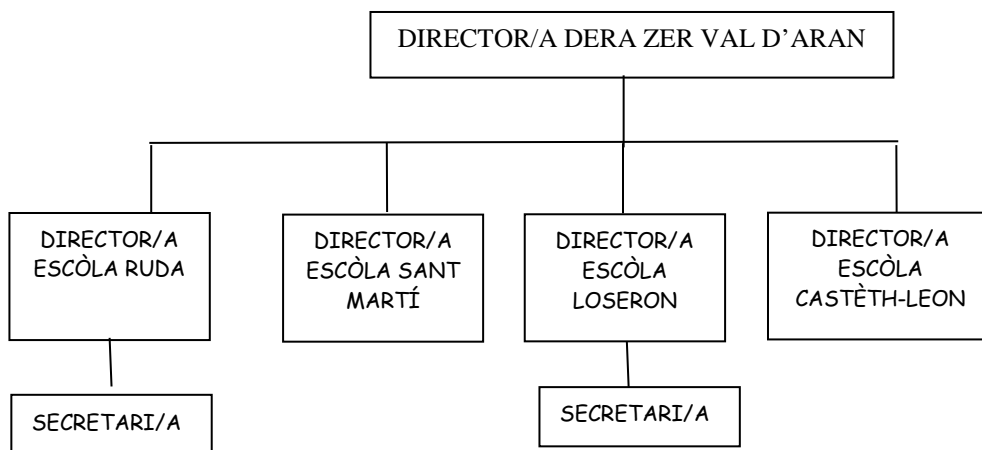 DIRECTOR/A DERA ZER VAL D'ARAN
DIRECTOR/A
ESCÒLA RUDA
DIRECTOR/A
ESCÒLA SANT
MARTÍ
DIRECTOR/A
ESCÒLA
LOSERON
DIRECTOR/A
ESCÒLA
CASTÈTH-LEON
SECRETARI/A
SECRETARI/A